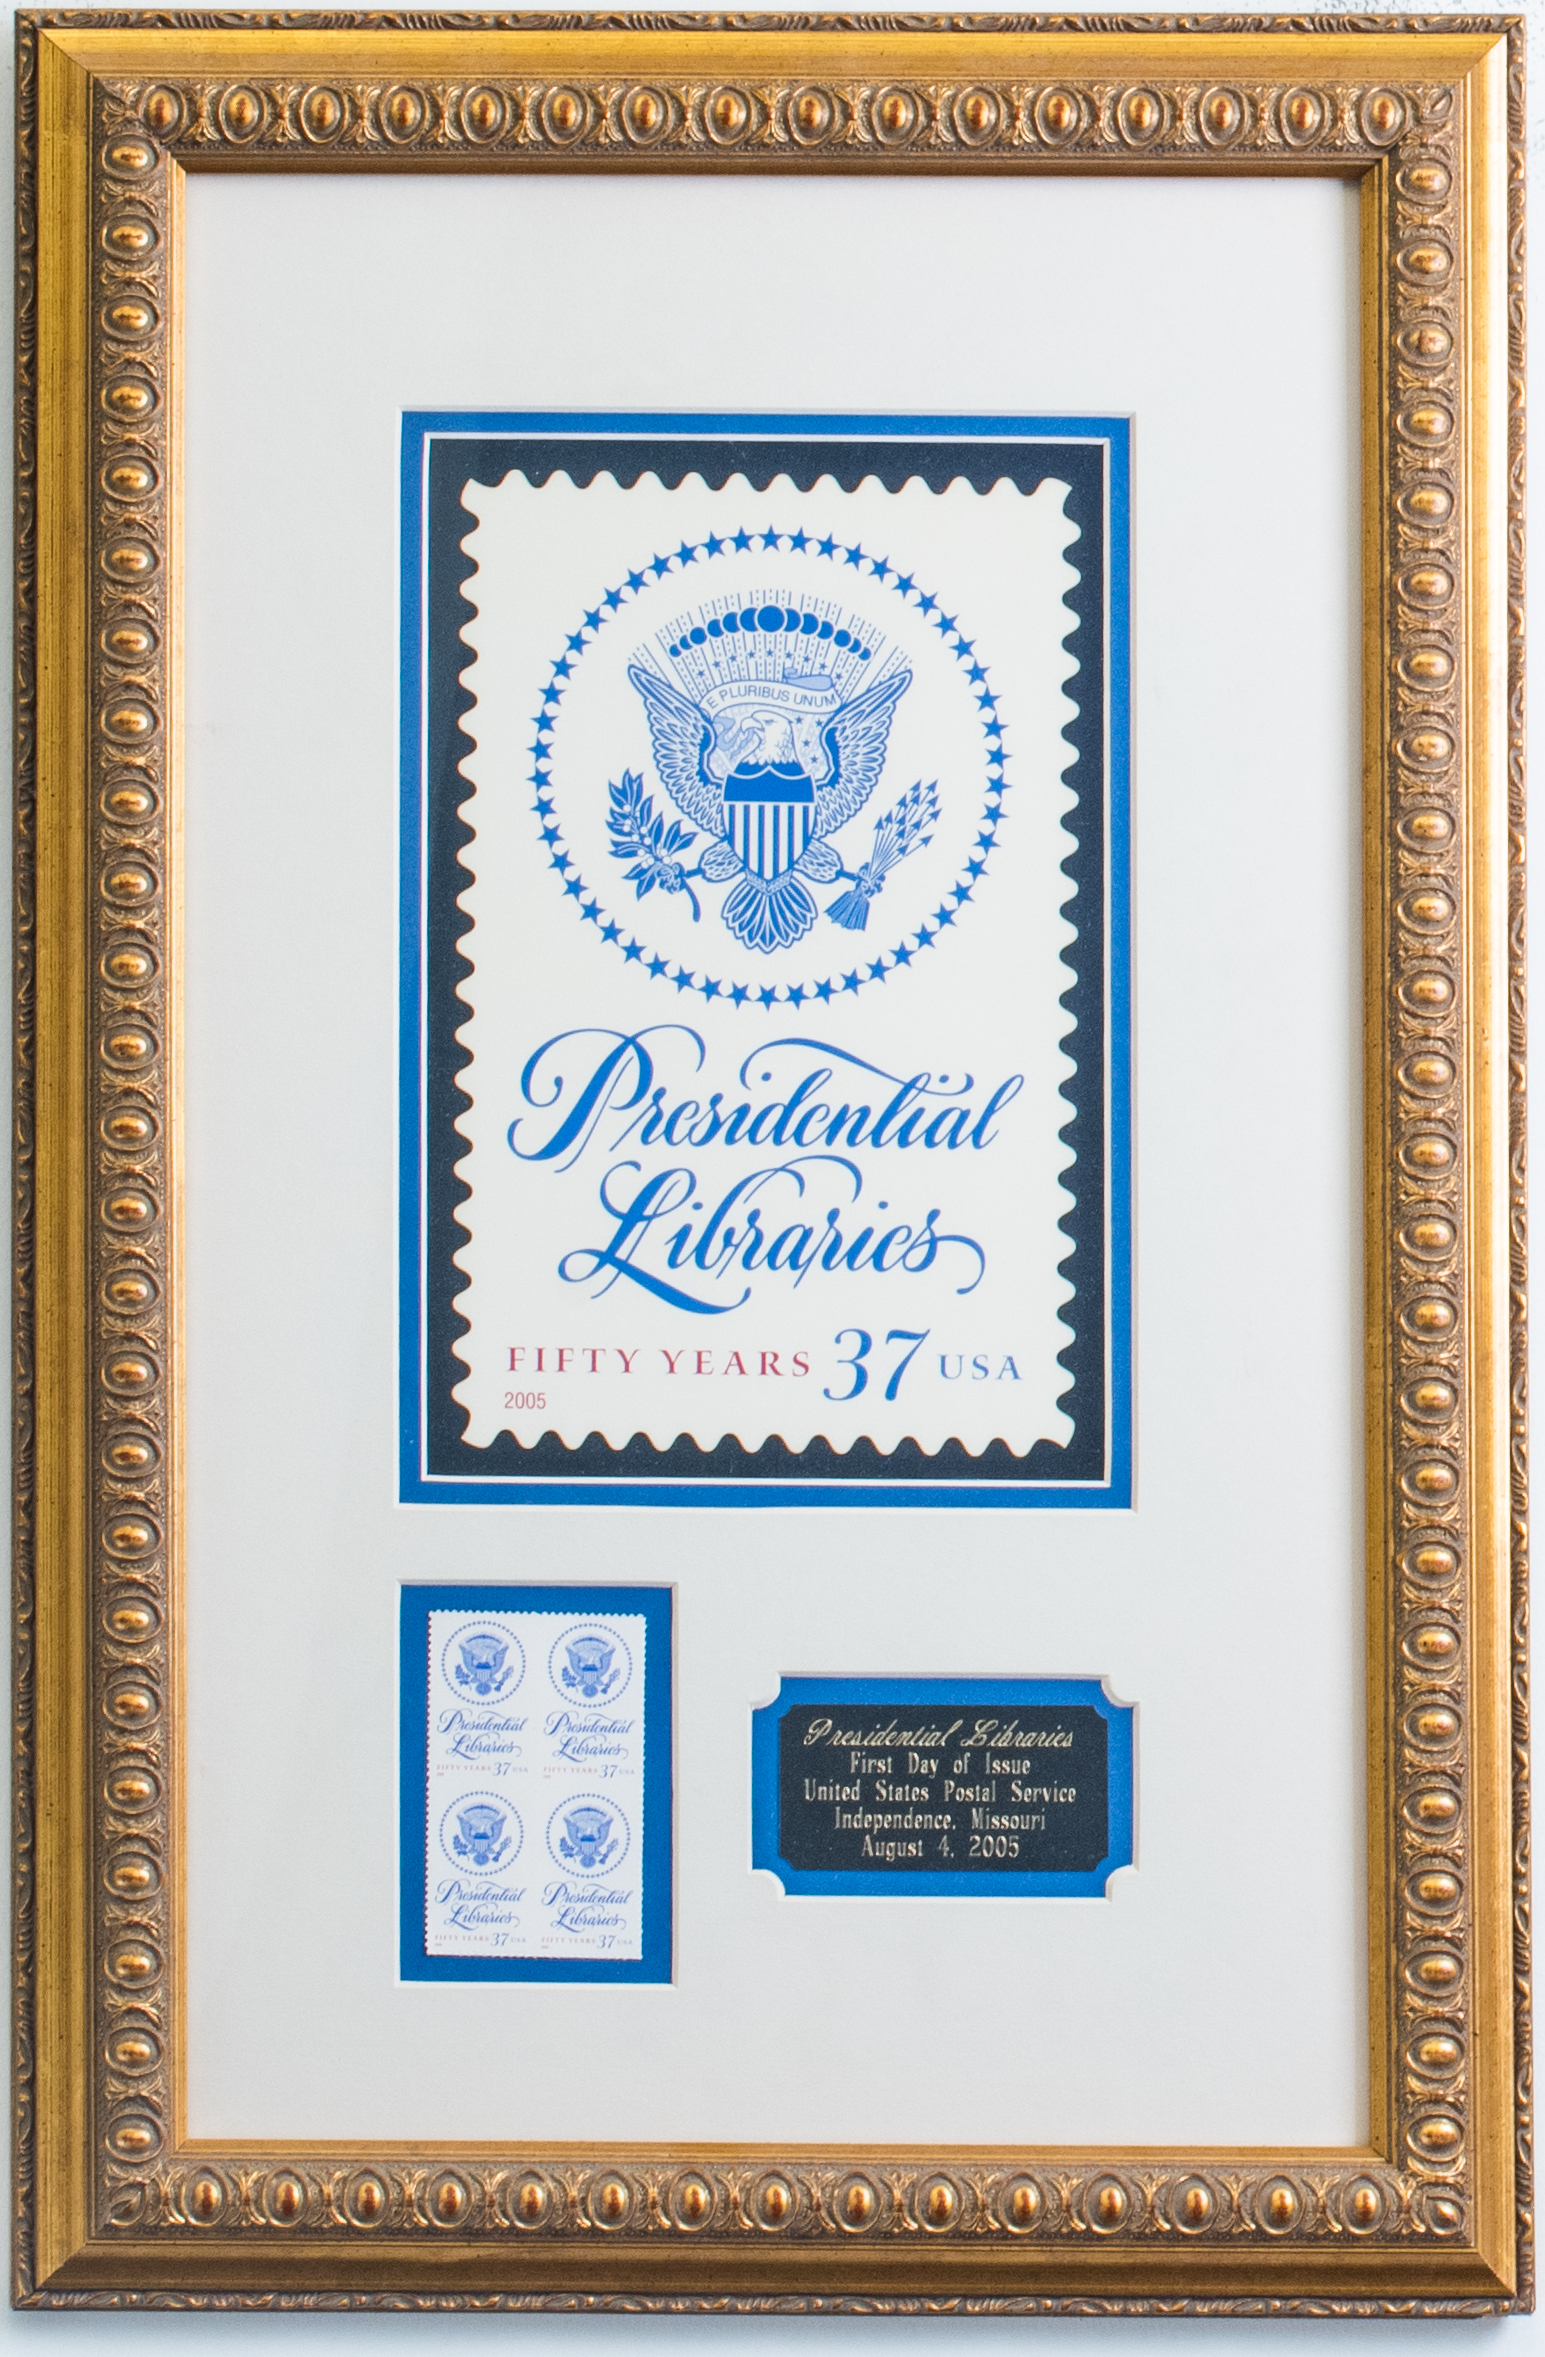 E PLURIBUS UNUM
Presidential
Libraries
FIFTY YEARS 37 USA
2005
Presidential
Libraries
FIFTY YEARS 37 USA
Presidential
Libraries
FIFTY YEARS 37 USA
Presidential
Libraries
FIFTY YEARS 37 USA
Presidential
Libraries
FIFTY YEARS 37 USA
Presidential Libraries
First Day of Issue
United States Postal Service
Independence, Missouri
August 4, 2005